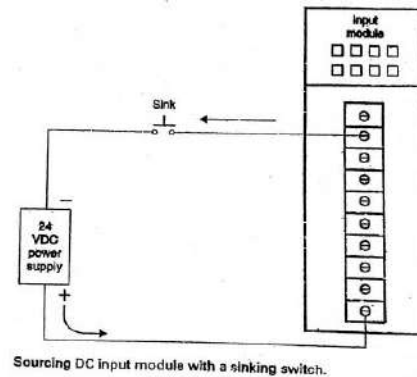 Input
module
Sink
−
24
VDC
power
supply
+
Sourcing DC input module with a sinking switch.